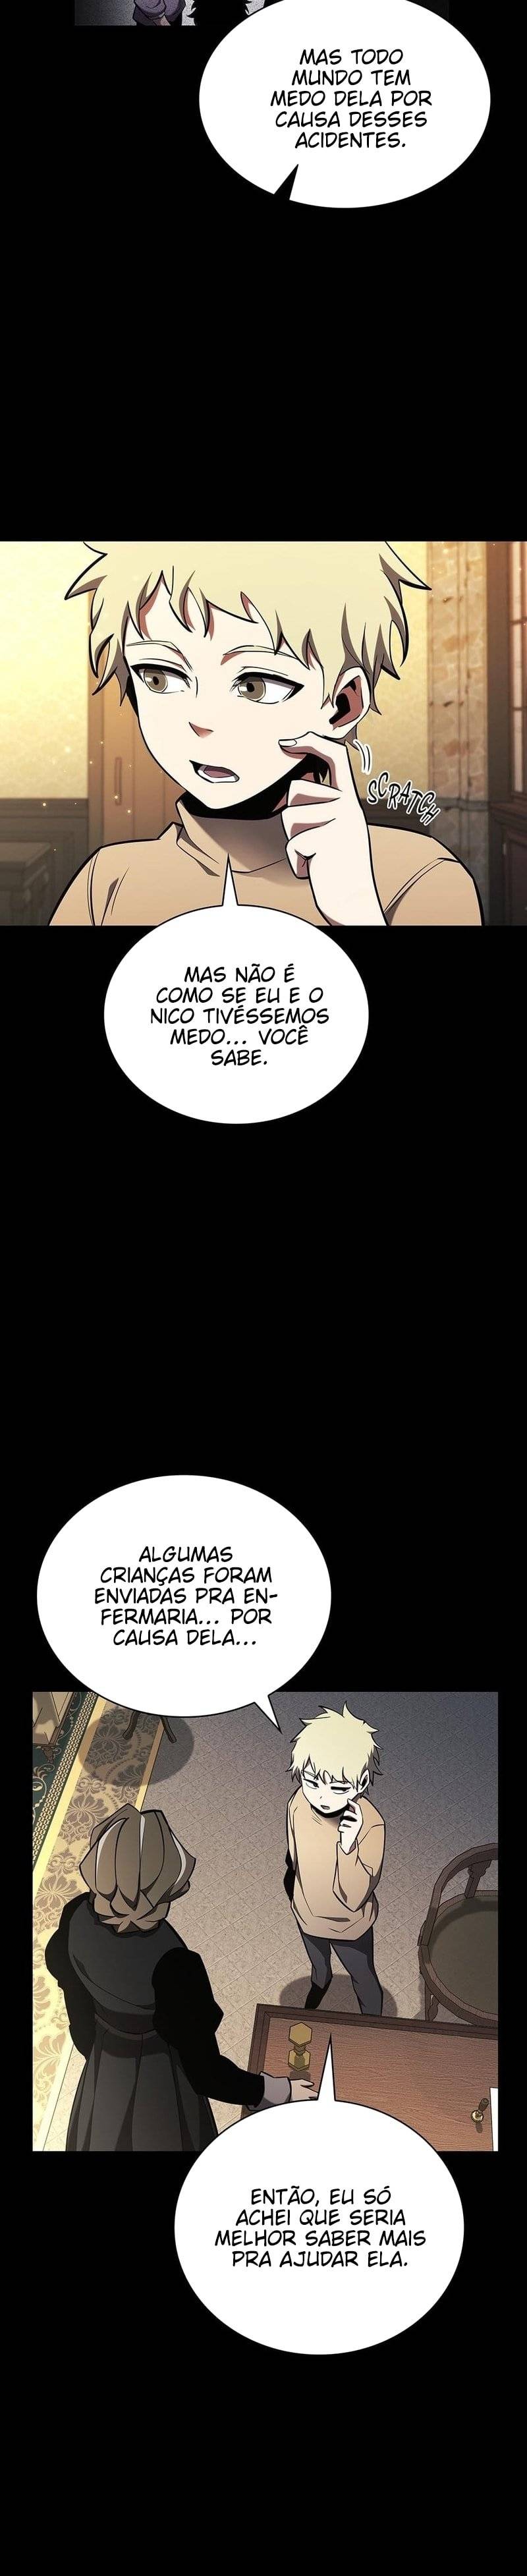 MAS TODO
MUNDO TEM
MEDO DELA POR
CAUSA DESSES
ACIDENTES.
SCRATCH
MAS NÃO É
COMO SE EU E O
NICO TIVÉSSEMOS
MEDO... VOCÊ
SABE.
ALGUMAS
CRIANÇAS FORAM
ENVIADAS PRA EN-
FERMARIA... POR
CAUSA DELA...
ENTÃO, EU SÓ
ACHEI QUE SERIA
MELHOR SABER MAIS
PRA AJUDAR ELA.